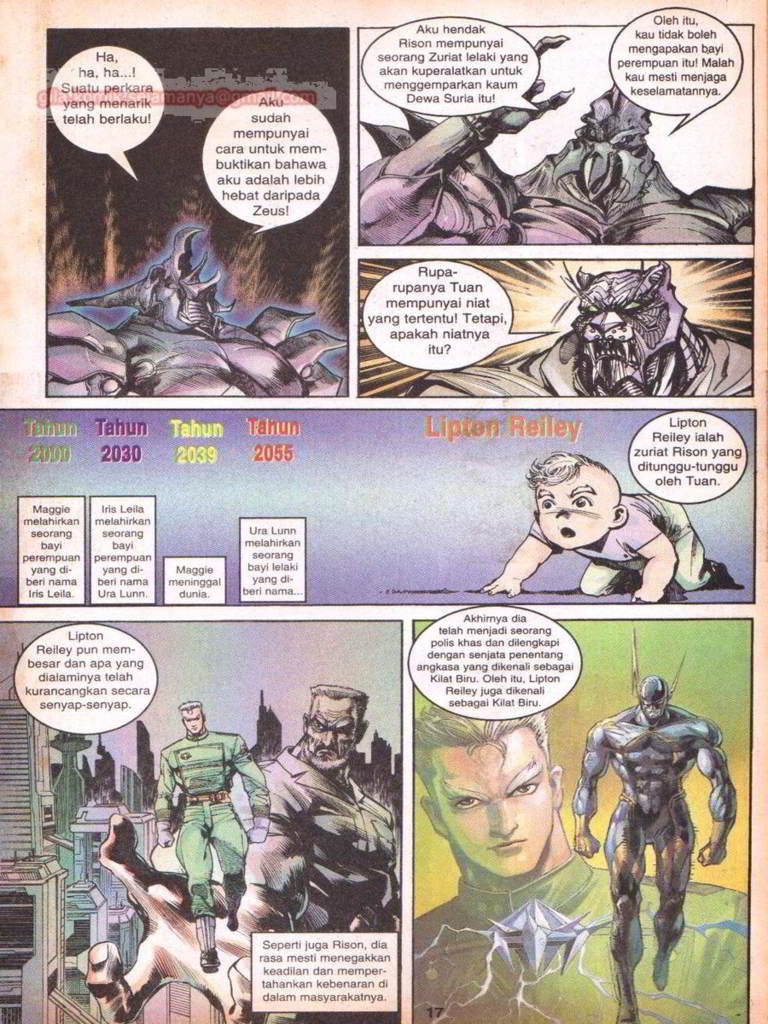 Ha,
ha, ha...!
Suatu perkara
yang menarik
telah berlaku!
Aku
sudah
mempunyai
cara untuk mem-
buktikan bahawa
aku adalah lebih
hebat daripada
Zeus!
Aku hendak
Rison mempunyai
seorang Zuriat lelaki yang
akan kuperalatkan untuk
menggemparkan kaum
Dewa Suria itu!
Oleh itu,
kau tidak boleh
mengapakan bayi
perempuan itu! Malah
kau mesti menjaga
keselamatannya.
Rupa-
rupanya Tuan
mempunyai niat
yang tertentu! Tetapi,
apakah niatnya
itu?
Tahun
2000
Maggie
melahirkan
seorang
bayi
perempuan
yang di-
beri nama
Iris Leila.
Tahun
2030
Iris Leila
melahirkan
seorang
bayi
perempuan
yang di-
beri nama
Ura Lunn.
Tahun
2039
Maggie
meninggal
dunia.
Tahun
2055
Ura Lunn
melahirkan
seorang
bayi lelaki
yang di-
beri nama...
Lipton Reiley
Lipton
Reiley ialah
zuriat Rison yang
ditunggu-tunggu
oleh Tuan.
Lipton
Reiley pun mem-
besar dan apa yang
dialaminya telah
kurancangkan secara
senyap-senyap.
Seperti juga Rison, dia
rasa mesti menegakkan
keadilan dan memper-
tahankan kebenaran di
dalam masyarakatnya.
Akhirnya dia
telah menjadi seorang
polis khas dan dilengkapi
dengan senjata penentang
angkasa yang dikenali sebagai
Kilat Biru. Oleh itu, Lipton
Reiley juga dikenali
sebagai Kilat Biru.
17